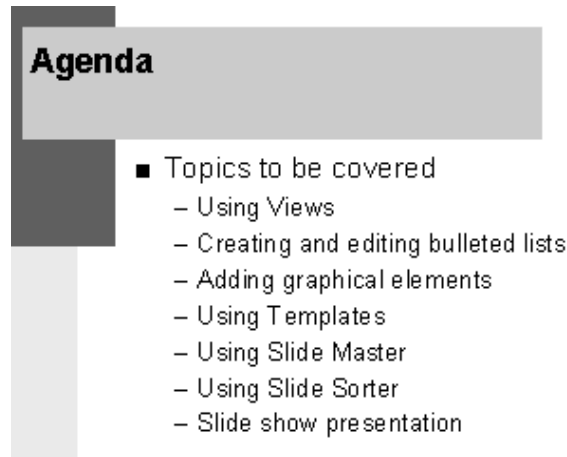 Agenda
■ Topics to be covered
– Using Views
– Creating and editing bulleted lists
– Adding graphical elements
– Using Templates
– Using Slide Master
– Using Slide Sorter
– Slide show presentation